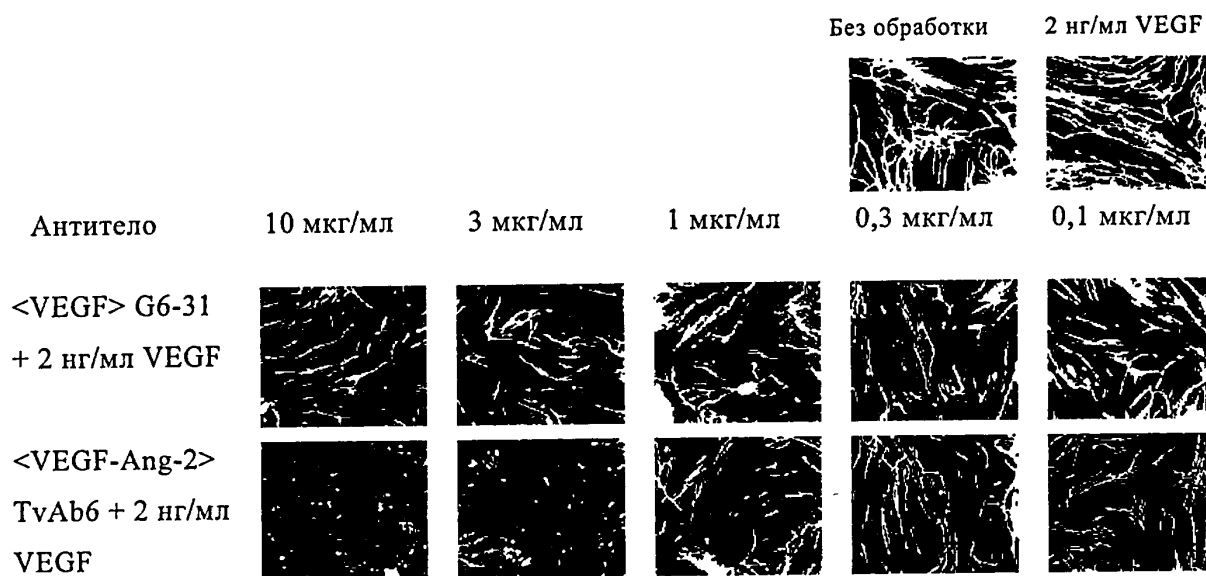 Без обработки 2 нг/мл VEGF
Антитело 10 мкг/мл 3 мкг/мл 1 мкг/мл 0,3 мкг/мл 0,1 мкг/мл
<VEGF> G6-31
+ 2 нг/мл VEGF
<VEGF-Ang-2>
TvAb6 + 2 нг/мл
VEGF